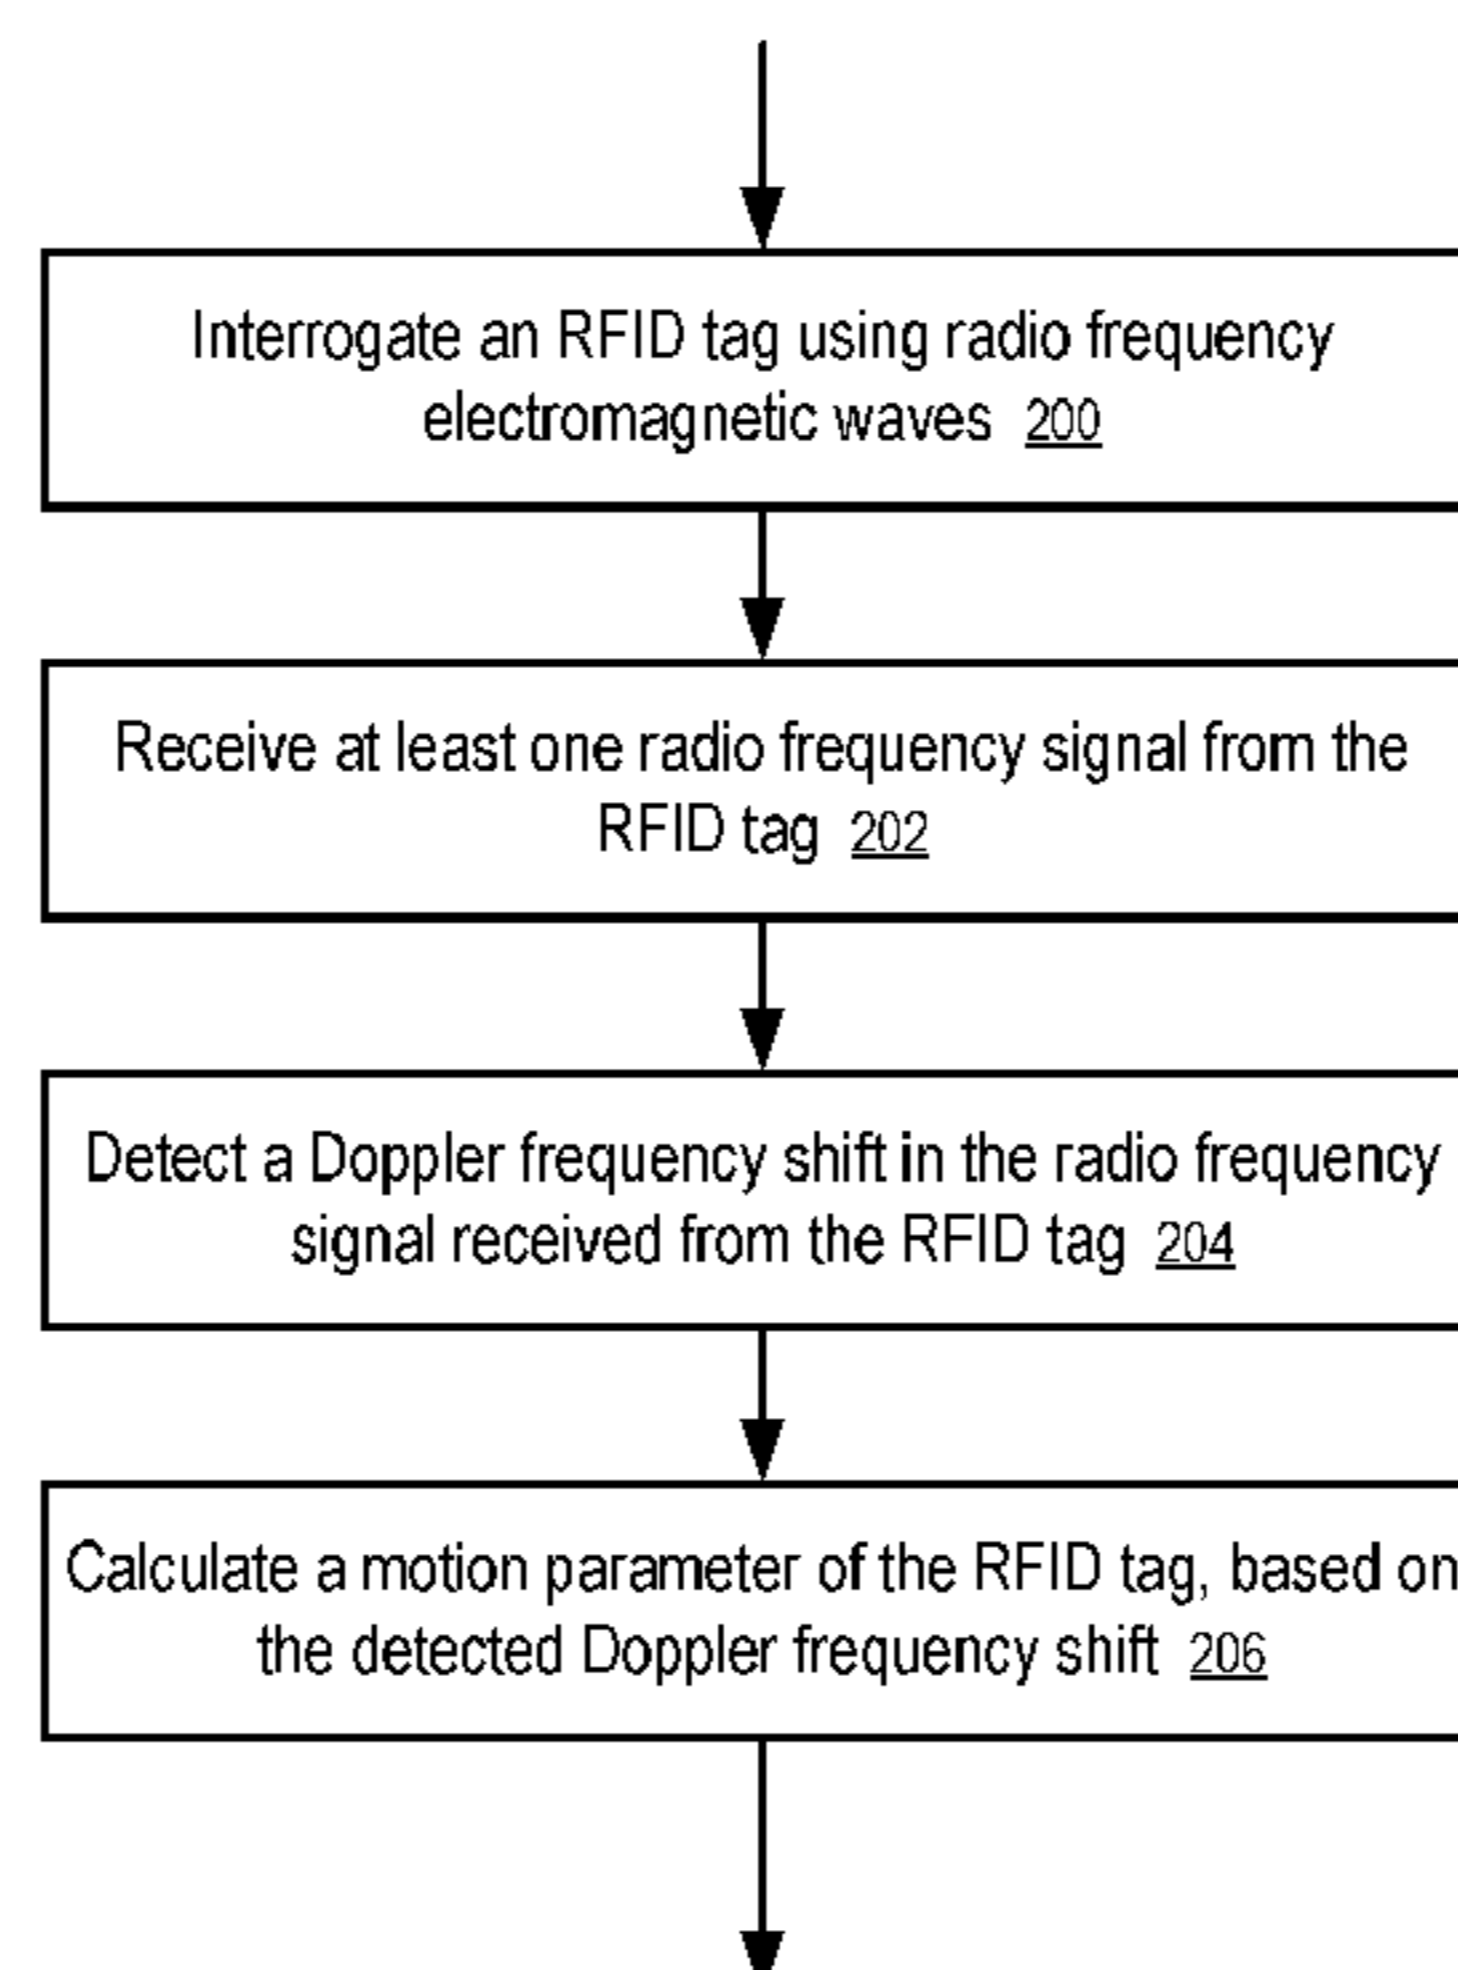 Interrogate an RFID tag using radio frequency
electromagnetic waves 200
Receive at least one radio frequency signal from the
RFID tag 202
Detect a Doppler frequency shift in the radio frequency
signal received from the RFID tag 204
Calculate a motion parameter of the RFID tag, based on
the detected Doppler frequency shift 206